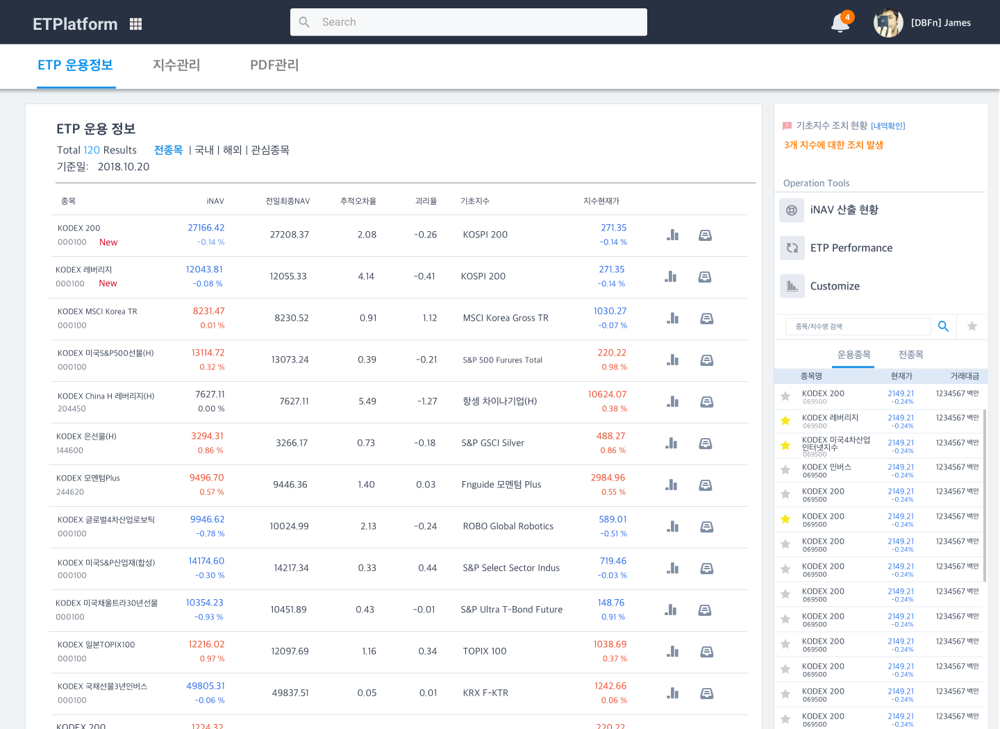 ETPlatform
Search
4
[DBFn] James
ETP 운용정보 지수관리 PDF관리
ETP 운용 정보
Total 120 Results 전종목 | 국내 | 해외 | 관심종목
기준일: 2018.10.20
종목 iNAV 전일최종NAV 추적오차율 괴리율 기초지수 지수현재가
KODEX 200 27166.42 271.35
27208.37 2.08 -0.26 KOSPI 200
000100 New -0.14 % -0.14 %
KODEX 레버리지 12043.81 271.35
12055.33 4.14 -0.41 KOSPI 200
000100 New -0.08 % -0.14 %
KODEX MSCI Korea TR 8231.47 1030.27
8230.52 0.91 1.12 MSCI Korea Gross TR
000100 0.01 % -0.07 %
KODEX 미국S&P500선물(H) 13114.72 220.22
13073.24 0.39 -0.21 S&P 500 Furures Total
000100 0.32 % 0.98 %
KODEX China H 레버리지(H) 7627.11 10624.07
7627.11 5.49 -1.27 항셍 차이나기업(H)
204450 0.00 % 0.38 %
KODEX 은선물(H) 3294.31 488.27
3266.17 0.73 -0.18 S&P GSCI Silver
144600 0.86 % 0.86 %
KODEX 모멘텀Plus 9496.70 2984.96
9446.36 1.40 0.03 Fnguide 모멘텀 Plus
244620 0.57 % 0.55 %
KODEX 글로벌4차산업로보틱 9946.62 589.01
10024.99 2.13 -0.24 ROBO Global Robotics
000100 -0.78 % -0.51 %
KODEX 미국S&P산업재(합성) 14174.60 719.46
14217.34 0.33 0.44 S&P Select Sector Indus
000100 -0.30 % -0.03 %
KODEX 미국채울트라30년선물 10354.23 148.76
10451.89 0.43 -0.01 S&P Ultra T-Bond Future
000100 -0.93 % 0.91 %
KODEX 일본TOPIX100 12216.02 1038.69
12097.69 1.16 0.34 TOPIX 100
000100 0.97 % 0.37 %
KODEX 국채선물3년인버스 49805.31 1242.66
49837.51 0.05 0.01 KRX F-KTR
000100 -0.06 % 0.06 %
KODEX 200 1224.32 220.22
기초지수 조치 현황 [내역확인]
3개 지수에 대한 조치 발생
Operation Tools
iNAV 산출 현황
ETP Performance
Customize
종목/지수명 검색
운용종목 전종목
종목명 현재가 거래대금
KODEX 200 2149.21 1234567 백만
069500 -0.24%
KODEX 레버리지 2149.21 1234567 백만
069500 -0.24%
KODEX 미국4차산업 2149.21 1234567 백만
인터넷지수
069500 -0.24%
KODEX 인버스 2149.21 1234567 백만
069500 -0.24%
KODEX 200 2149.21 1234567 백만
069500 -0.24%
KODEX 200 2149.21 1234567 백만
069500 -0.24%
KODEX 200 2149.21 1234567 백만
069500 -0.24%
KODEX 200 2149.21 1234567 백만
069500 -0.24%
KODEX 200 2149.21 1234567 백만
069500 -0.24%
KODEX 200 2149.21 1234567 백만
069500 -0.24%
KODEX 200 2149.21 1234567 백만
069500 -0.24%
KODEX 200 2149.21 1234567 백만
069500 -0.24%
KODEX 200 2149.21 1234567 백만
069500 -0.24%
KODEX 200 2149.21 1234567 백만
069500 -0.24%